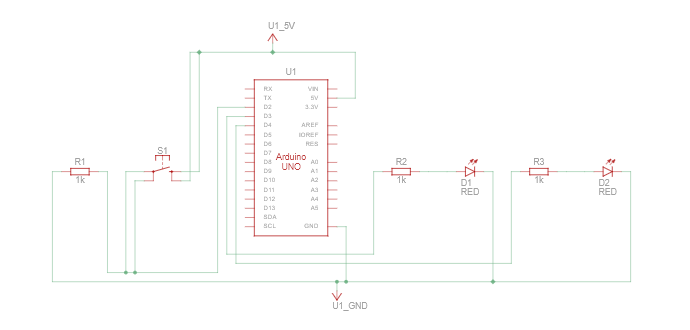 U1_5V
U1
RX
TX
D2
D3
D4
D5
D6
D7
D8
D9
D10
D11
D12
D13
SDA
SCL
VIN
5V
3.3V
AREF
IOREF
RES
A0
A1
A2
A3
A4
A5
GND
Arduino
UNO
R1
1k
S1
R2
1k
D1
RED
R3
1k
D2
RED
U1_GND